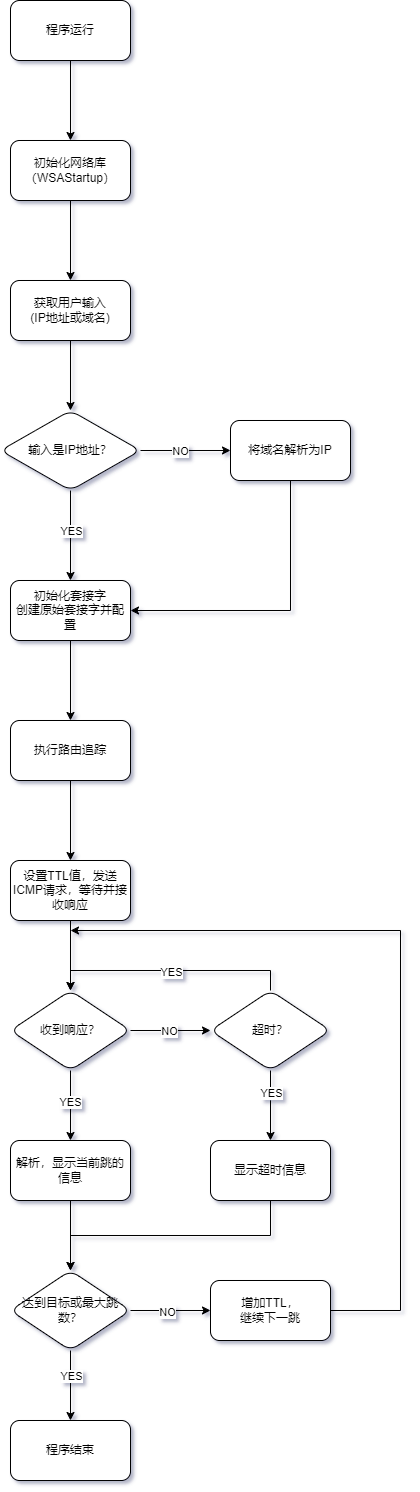 程序运行
初始化网络库
（WSAStartup）
获取用户输入
(IP地址或域名)
输入是IP地址？
NO
将域名解析为IP
YES
初始化套接字
创建原始套接字并配
置
执行路由追踪
设置TTL值，发送
ICMP请求，等待并接
收响应
YES
收到响应？
NO
超时？
YES
YES
解析，显示当前跳的
信息
显示超时信息
达到目标或最大跳
数？
NO
增加TTL，
继续下一跳
YES
程序结束